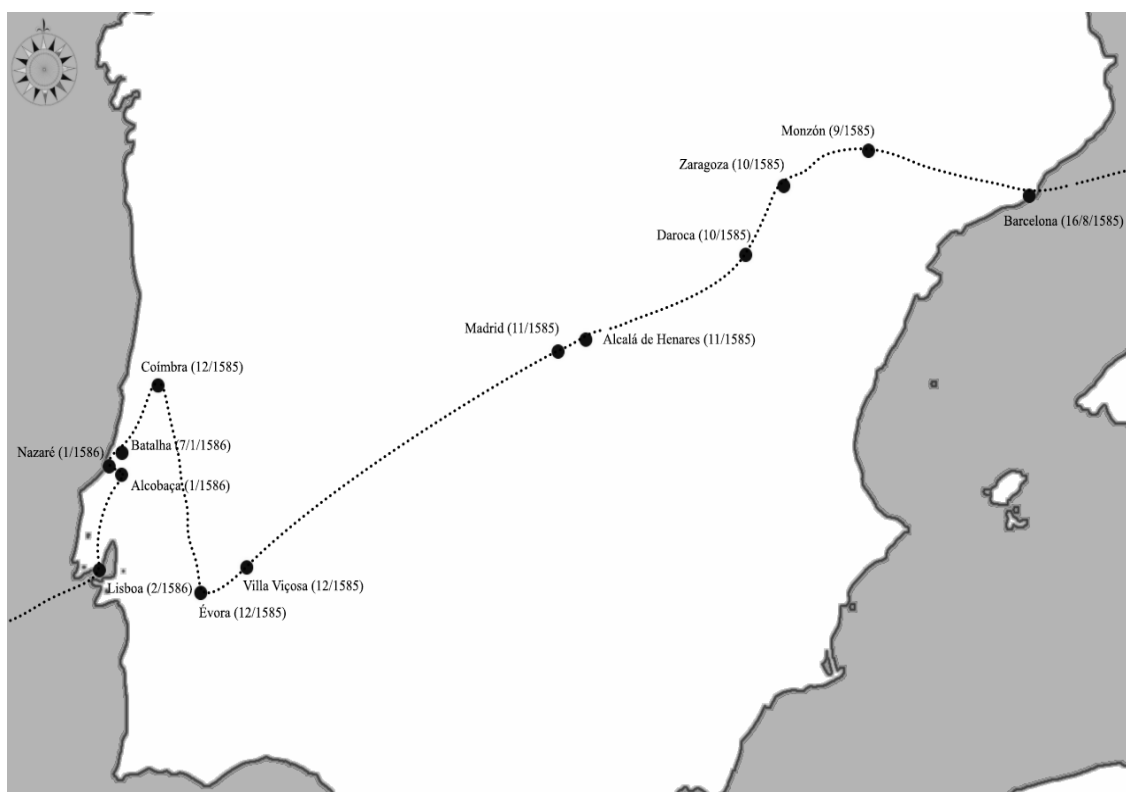 Monzón (9/1585)
Zaragoza (10/1585)
Barcelona (16/8/1585)
Daroca (10/1585)
Madrid (11/1585)
Alcalá de Henares (11/1585)
Coímbra (12/1585)
Batalha (7/1/1586)
Nazaré (1/1586)
Alcobaça (1/1586)
Villa Viçosa (12/1585)
Lisboa (2/1586)
Évora (12/1585)